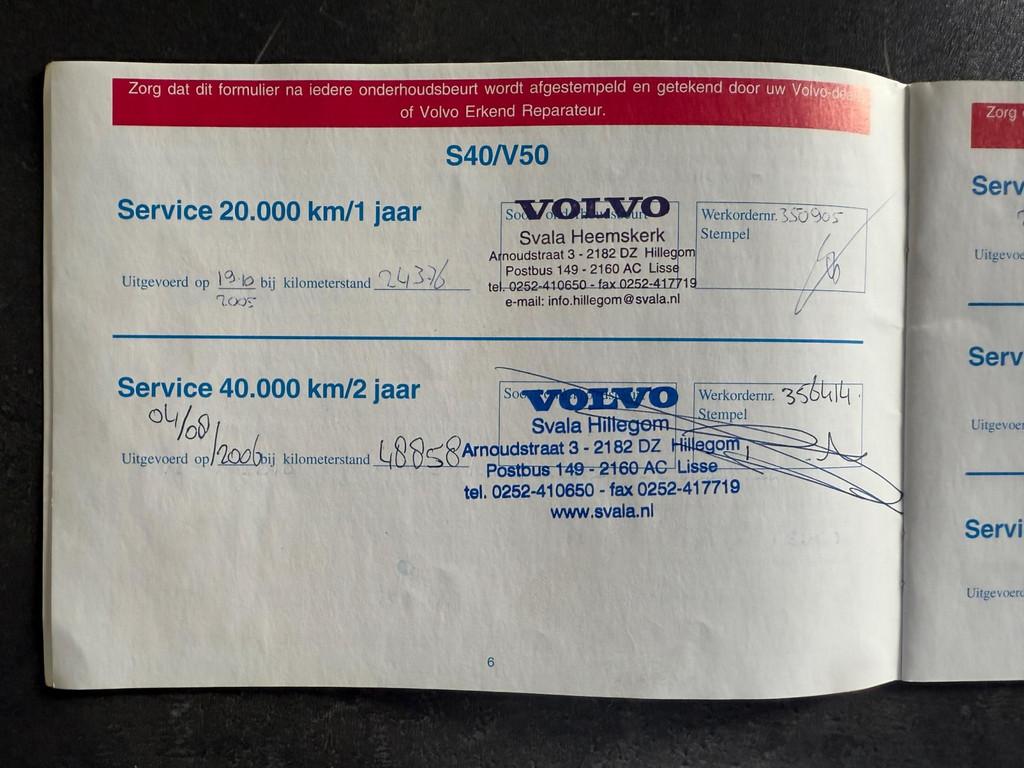 Zorg dat dit formulier na iedere onderhoudsbeurt wordt afgestempeld en getekend door uw Volvo-dea
of Volvo Erkend Reparateur.
S40/V50
Service 20.000 km/1 jaar
Uitgevoerd op 19-10 2005 bij kilometerstand 24376
VOLVO
Svala Heemskerk
Arnoudstraat 3 - 2182 DZ Hillegom
Postbus 149 - 2160 AC Lisse
tel. 0252-410650 - fax 0252-417719
e-mail: info.hillegom@svala.nl
Werkordernr. 350905
Stempel
Service 40.000 km/2 jaar
Uitgevoerd op 04/08/2006 bij kilometerstand 48858
VOLVO
Svala Hillegom
Arnoudstraat 3 - 2182 DZ Hillegom
Postbus 149 - 2160 AC Lisse
tel. 0252-410650 - fax 0252-417719
www.svala.nl
Werkordernr. 356414
Stempel
6
Zorg
Serv
Uitgevoe
Serv
Uitgevoer
Servi
Uitgevoerd